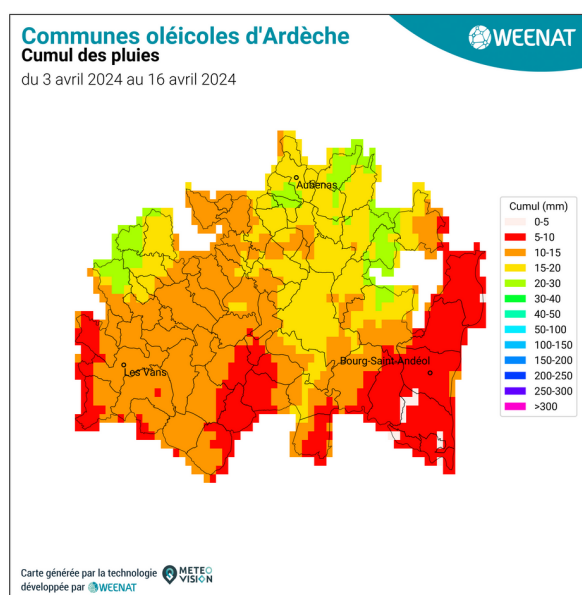 Communes oléicoles d'Ardèche
Cumul des pluies
du 3 avril 2024 au 16 avril 2024
WEENAT
Aubenas
Les Vans
Bourg-Saint-Andéol
Cumul (mm)
0-5
5-10
10-15
15-20
20-30
30-40
40-50
50-100
100-150
150-200
200-250
250-300
>300
Carte générée par la technologie METEO VISION
développée par WEENAT